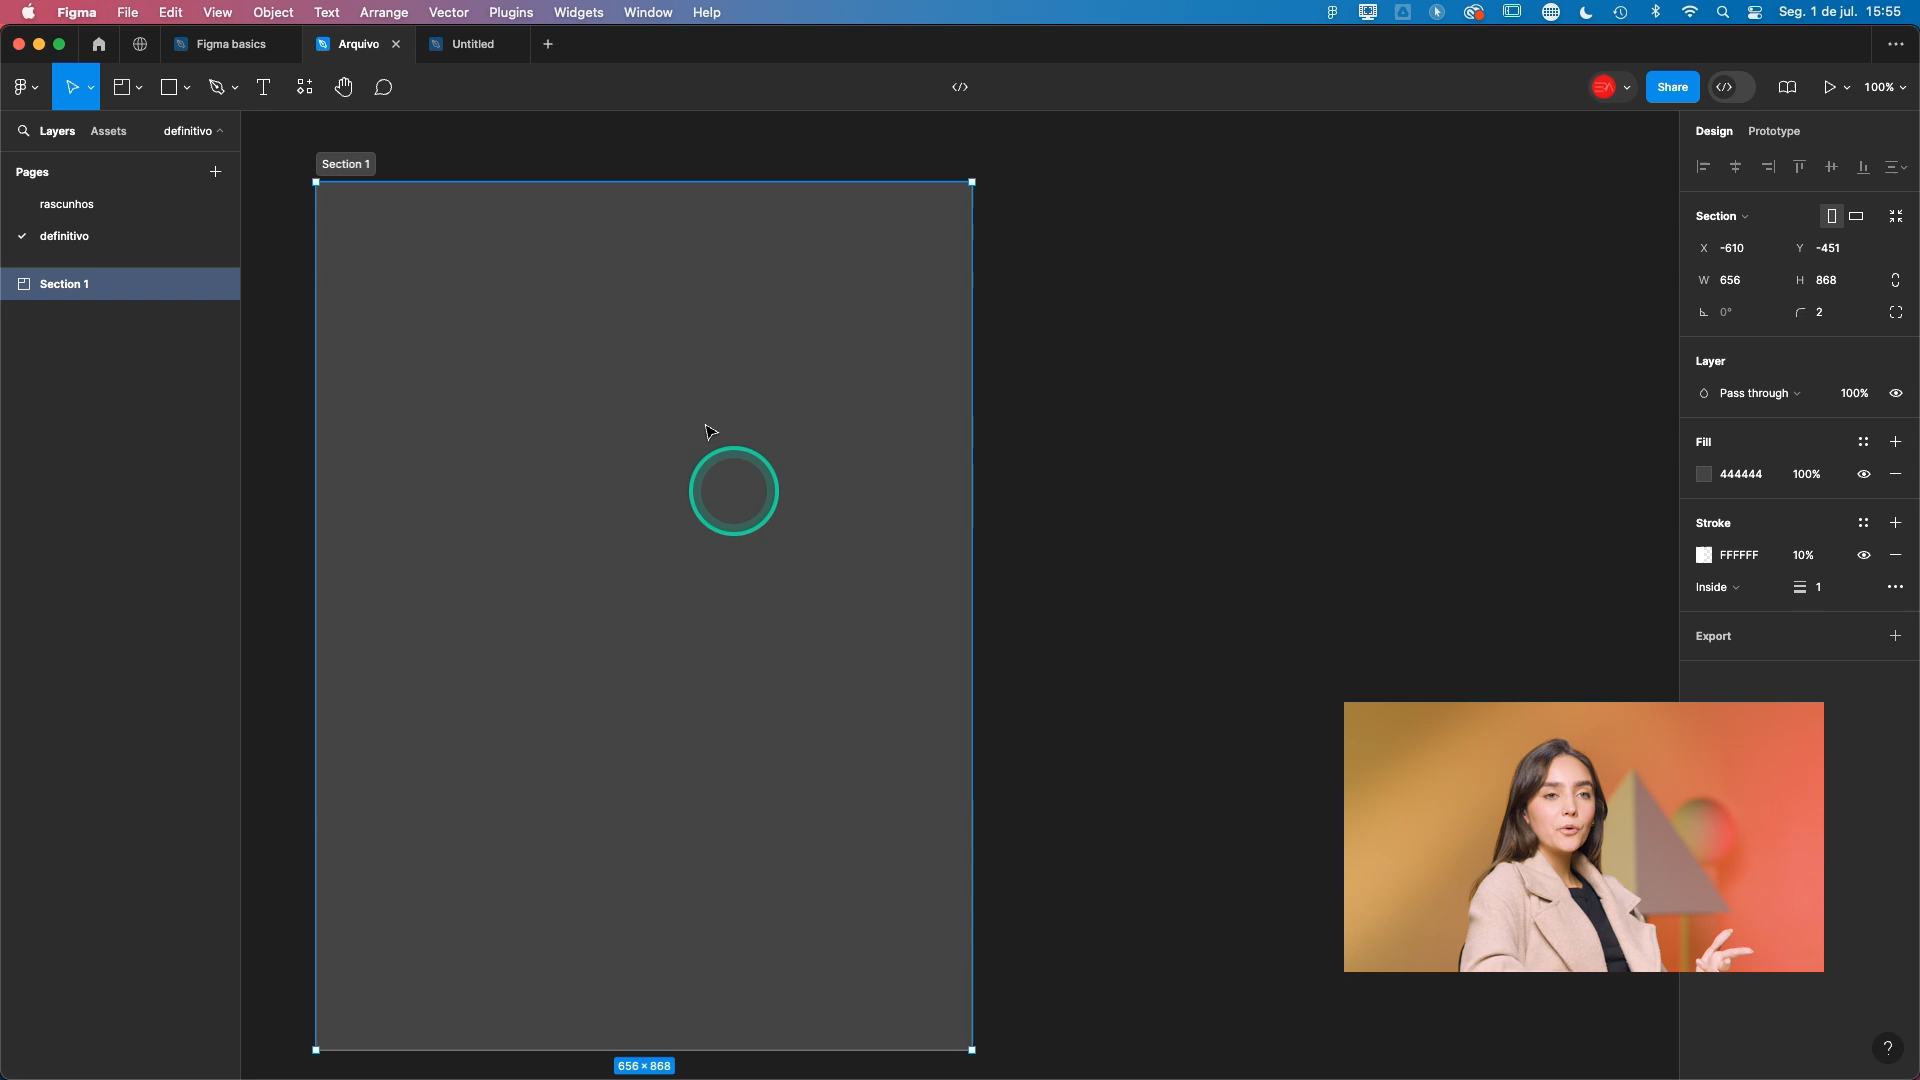 Figma File Edit View Object Text Arrange Vector Plugins Widgets Window Help Seg. 1 de jul. 15:55
Figma basics Arquivo Untitled
Share 100%
Layers Assets definitivo
Design Prototype
Pages
rascunhos
definitivo
Section 1
Section 1
Section
X -610 Y -451
W 656 H 868
0° 2
Layer
Pass through 100%
Fill
444444 100%
Stroke
FFFFFF 10%
Inside 1
Export
656 × 868
?